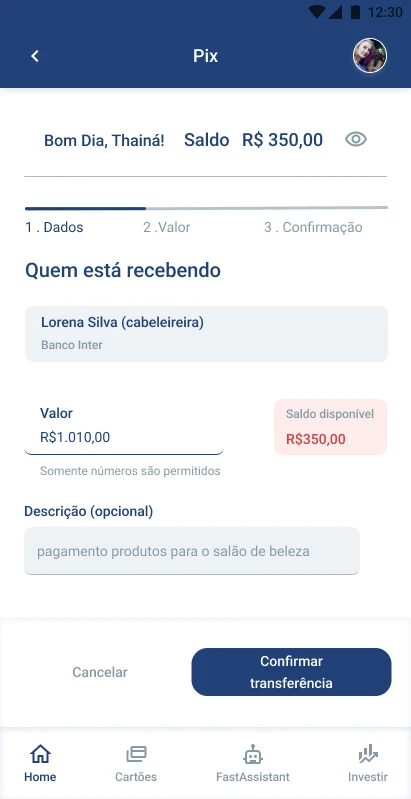 12:30
Pix
Bom Dia, Thainá! Saldo R$ 350,00
1 . Dados 2 .Valor 3 . Confirmação
Quem está recebendo
Lorena Silva (cabeleireira)
Banco Inter
Valor
R$1.010,00
Saldo disponível
R$350,00
Somente números são permitidos
Descrição (opcional)
pagamento produtos para o salão de beleza
Cancelar
Confirmar
transferência
Home Cartões FastAssistant Investir